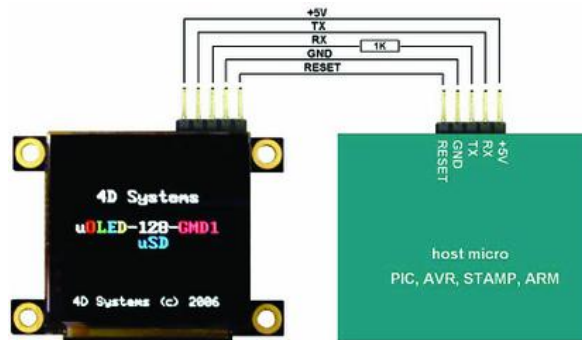 +5V
TX
RX
1K
GND
RESET
RESET
GND
TX
RX
+5V
4D Systems
uOLED-128-GMD1
uSD
4D Systems (c) 2006
host micro
PIC, AVR, STAMP, ARM